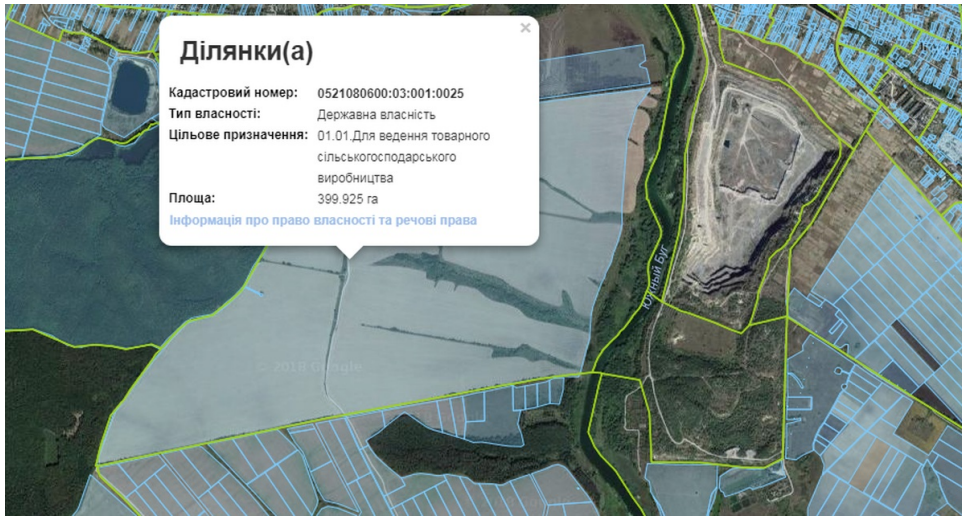 ×
Ділянки(а)
Кадастровий номер: 0521080600:03:001:0025
Тип власності: Державна власність
Цільове призначення: 01.01.Для ведення товарного
сільськогосподарського
виробництва
Площа: 399.925 га
Інформація про право власності та речові права
Южный Буг
© 2018 Google